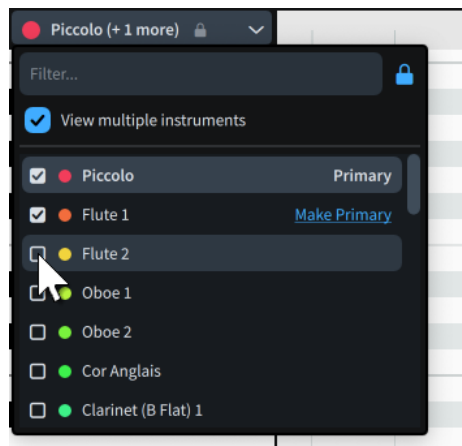 Piccolo (+ 1 more)
Filter...
View multiple instruments
Piccolo Primary
Flute 1 Make Primary
Flute 2
Oboe 1
Oboe 2
Cor Anglais
Clarinet (B Flat) 1